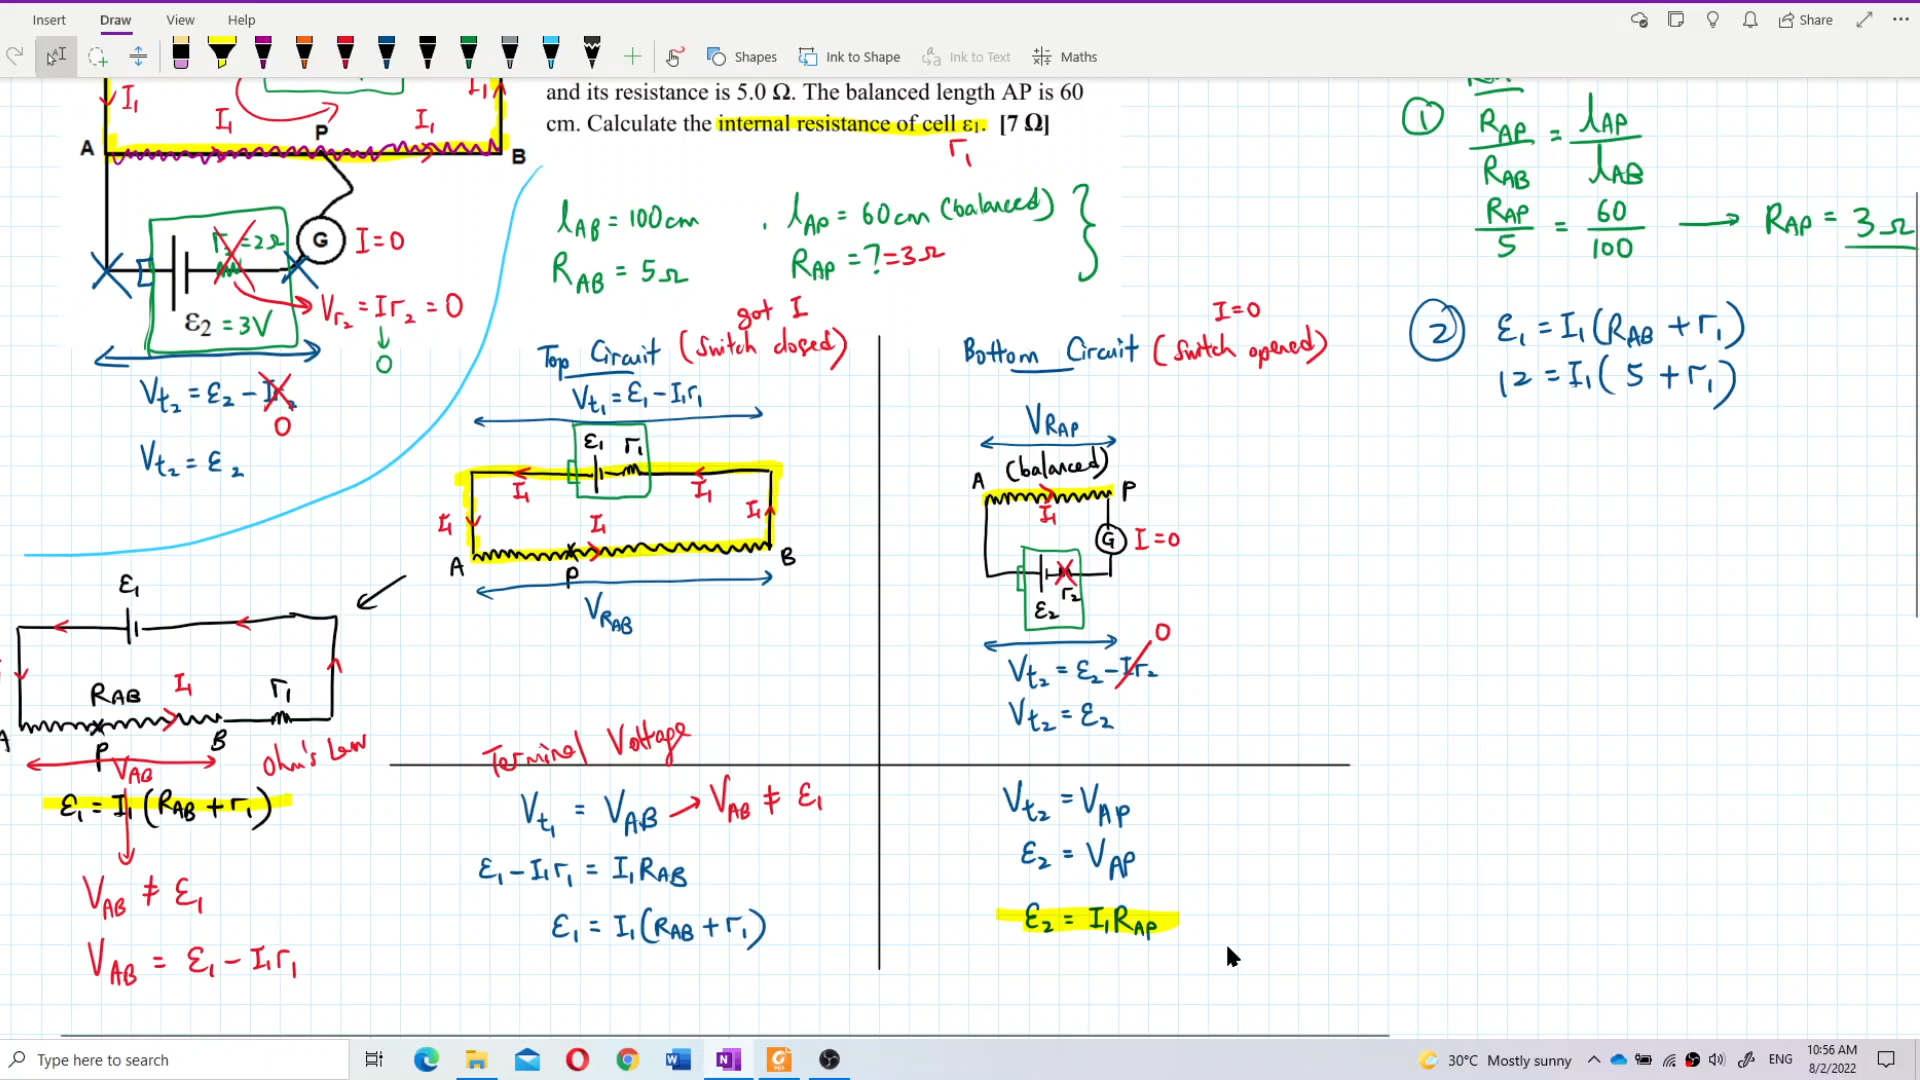 Insert Draw View Help
Share
Shapes Ink to Shape Ink to Text Maths
and its resistance is 5.0 Ω. The balanced length AP is 60
cm. Calculate the internal resistance of cell ε₁. [7 Ω]
r₁
I₁ I₁ I₁ I₁
A P B
r₂ = 2Ω
G I = 0
ε₂ = 3V
V_r₂ = I r₂ = 0
0
V_t₂ = ε₂ - I r₂
0
V_t₂ = ε₂
l_AB = 100cm , l_AP = 60cm (balanced)
R_AB = 5Ω R_AP = ? = 3Ω
got I
Top Circuit (switch closed)
V_t₁ = ε₁ - I₁r₁
ε₁ r₁
I₁ I₁
I₁ I₁ I₁
A P B
V_RAB
I = 0
Bottom Circuit (switch opened)
V_RAP
(balanced)
A P
I₁
G I = 0
r₂
ε₂
0
V_t₂ = ε₂ - I r₂
V_t₂ = ε₂
ε₁
R_AB I₁ r₁
A P B
V_AB Ohm's Law
ε₁ = I₁ (R_AB + r₁)
V_AB ≠ ε₁
V_AB = ε₁ - I₁r₁
Terminal Voltage
V_t₁ = V_AB → V_AB ≠ ε₁
ε₁ - I₁r₁ = I₁R_AB
ε₁ = I₁(R_AB + r₁)
V_t₂ = V_AP
ε₂ = V_AP
ε₂ = I₁R_AP
① R_AP / R_AB = l_AP / l_AB
R_AP / 5 = 60 / 100 → R_AP = 3Ω
② ε₁ = I₁(R_AB + r₁)
12 = I₁( 5 + r₁)
Type here to search
30°C Mostly sunny
ENG
10:56 AM
8/2/2022